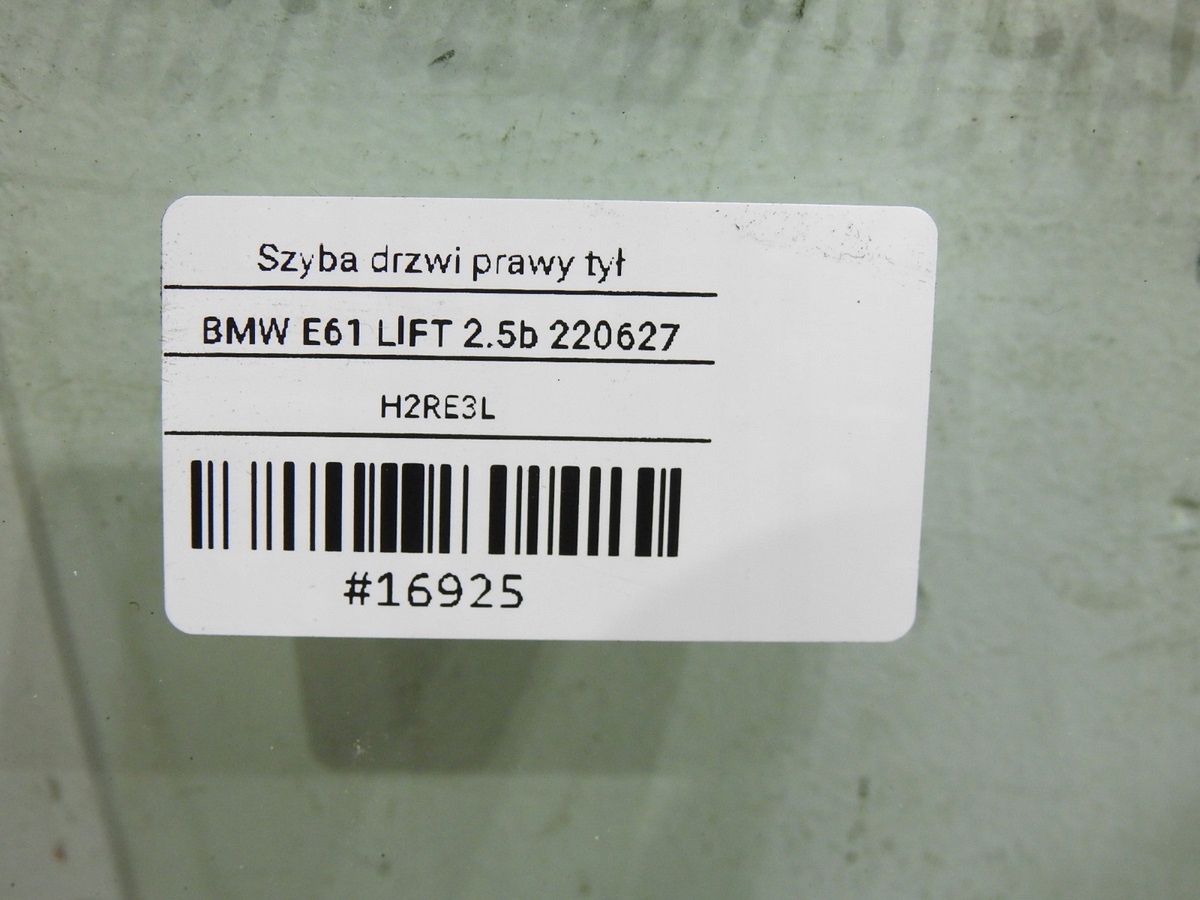 Szyba drzwi prawy tył
BMW E61 LIFT 2.5b 220627
H2RE3L
#16925